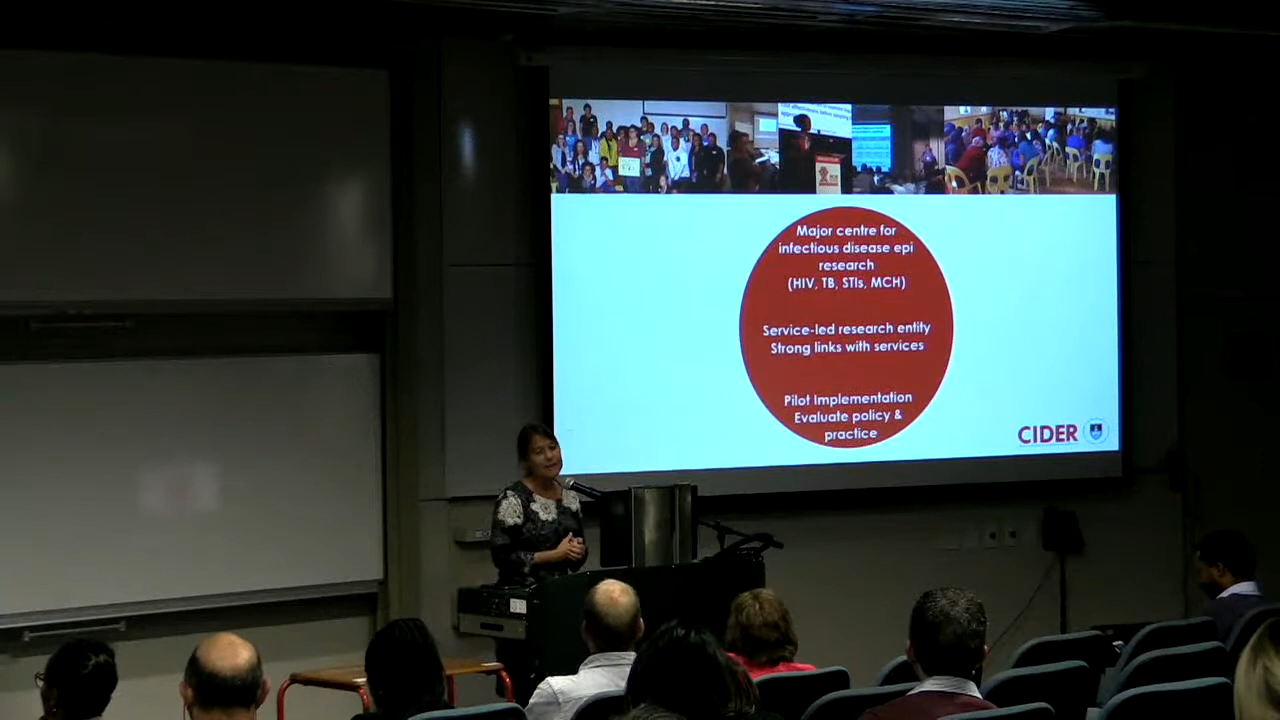 Major centre for
infectious disease epi
research
(HIV, TB, STIs, MCH)
Service-led research entity
Strong links with services
Pilot Implementation
Evaluate policy &
practice
CIDER